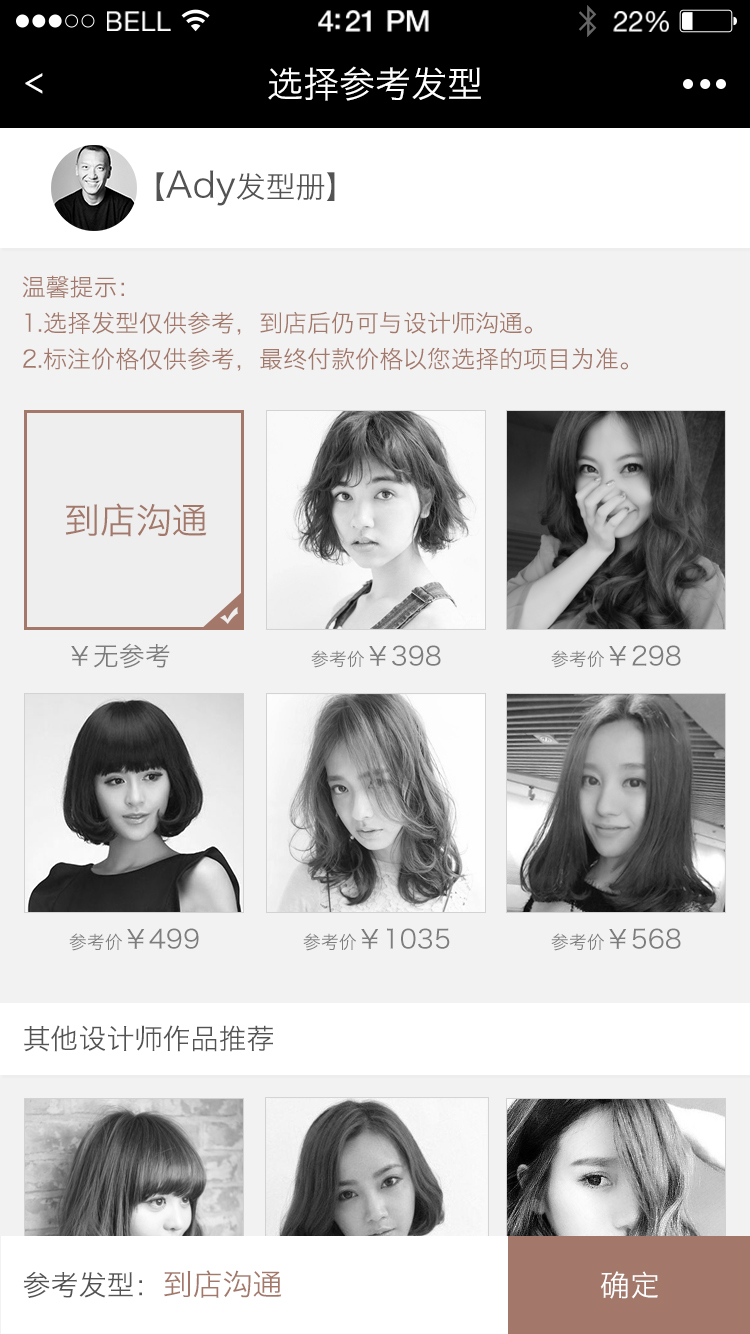 BELL 4:21 PM 22%
< 选择参考发型
【Ady发型册】
温馨提示：
1.选择发型仅供参考，到店后仍可与设计师沟通。
2.标注价格仅供参考，最终付款价格以您选择的项目为准。
到店沟通
￥无参考 参考价￥398 参考价￥298
参考价￥499 参考价￥1035 参考价￥568
其他设计师作品推荐
参考发型：到店沟通 确定